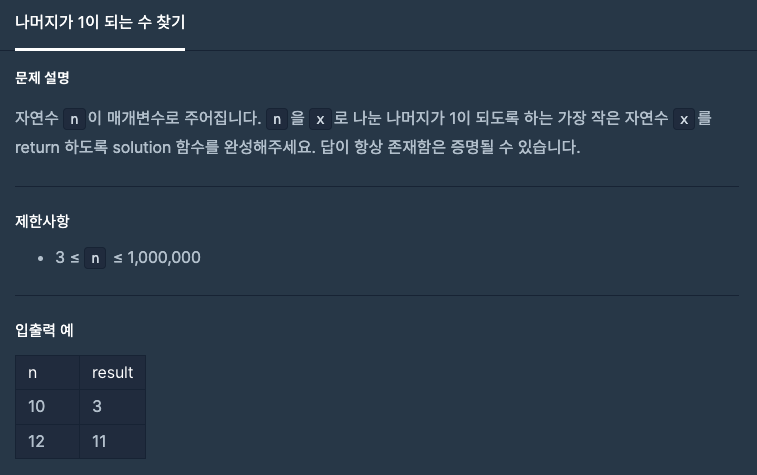 나머지가 1이 되는 수 찾기
문제 설명
자연수 n이 매개변수로 주어집니다. n을 x로 나눈 나머지가 1이 되도록 하는 가장 작은 자연수 x를
return 하도록 solution 함수를 완성해주세요. 답이 항상 존재함은 증명될 수 있습니다.
제한사항
• 3 ≤ n ≤ 1,000,000
입출력 예
n result
10 3
12 11